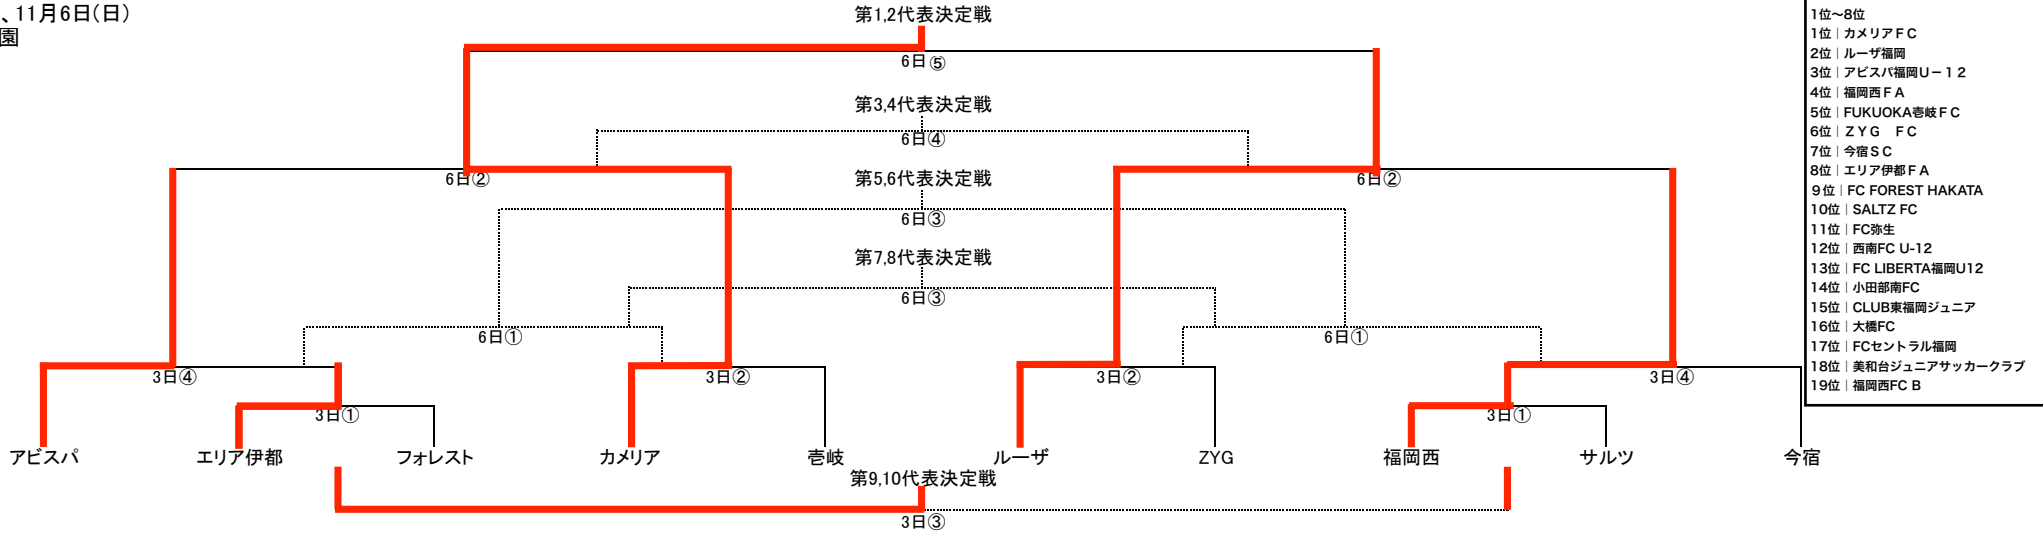 、11月6日(日)
園
第1,2代表決定戦
6日⑤
第3,4代表決定戦
6日④
6日②
第5,6代表決定戦
6日②
6日③
第7,8代表決定戦
6日③
6日①
6日①
3日④
3日②
3日②
3日④
3日①
3日①
アビスパ
エリア伊都
フォレスト
カメリア
壱岐
ルーザ
ZYG
福岡西
サルツ
今宿
第9,10代表決定戦
3日③
1位〜8位
1位｜カメリアＦＣ
2位｜ルーザ福岡
3位｜アビスパ福岡Ｕ－１２
4位｜福岡西ＦＡ
5位｜FUKUOKA壱岐ＦＣ
6位｜ＺＹＧ　ＦＣ
7位｜今宿ＳＣ
8位｜エリア伊都ＦＡ
９位｜FC FOREST HAKATA
10位｜SALTZ FC
11位｜FC弥生
12位｜西南FC U-12
13位｜FC LIBERTA福岡U12
14位｜小田部南FC
15位｜CLUB東福岡ジュニア
16位｜大橋FC
17位｜FCセントラル福岡
18位｜美和台ジュニアサッカークラブ
19位｜福岡西FC B